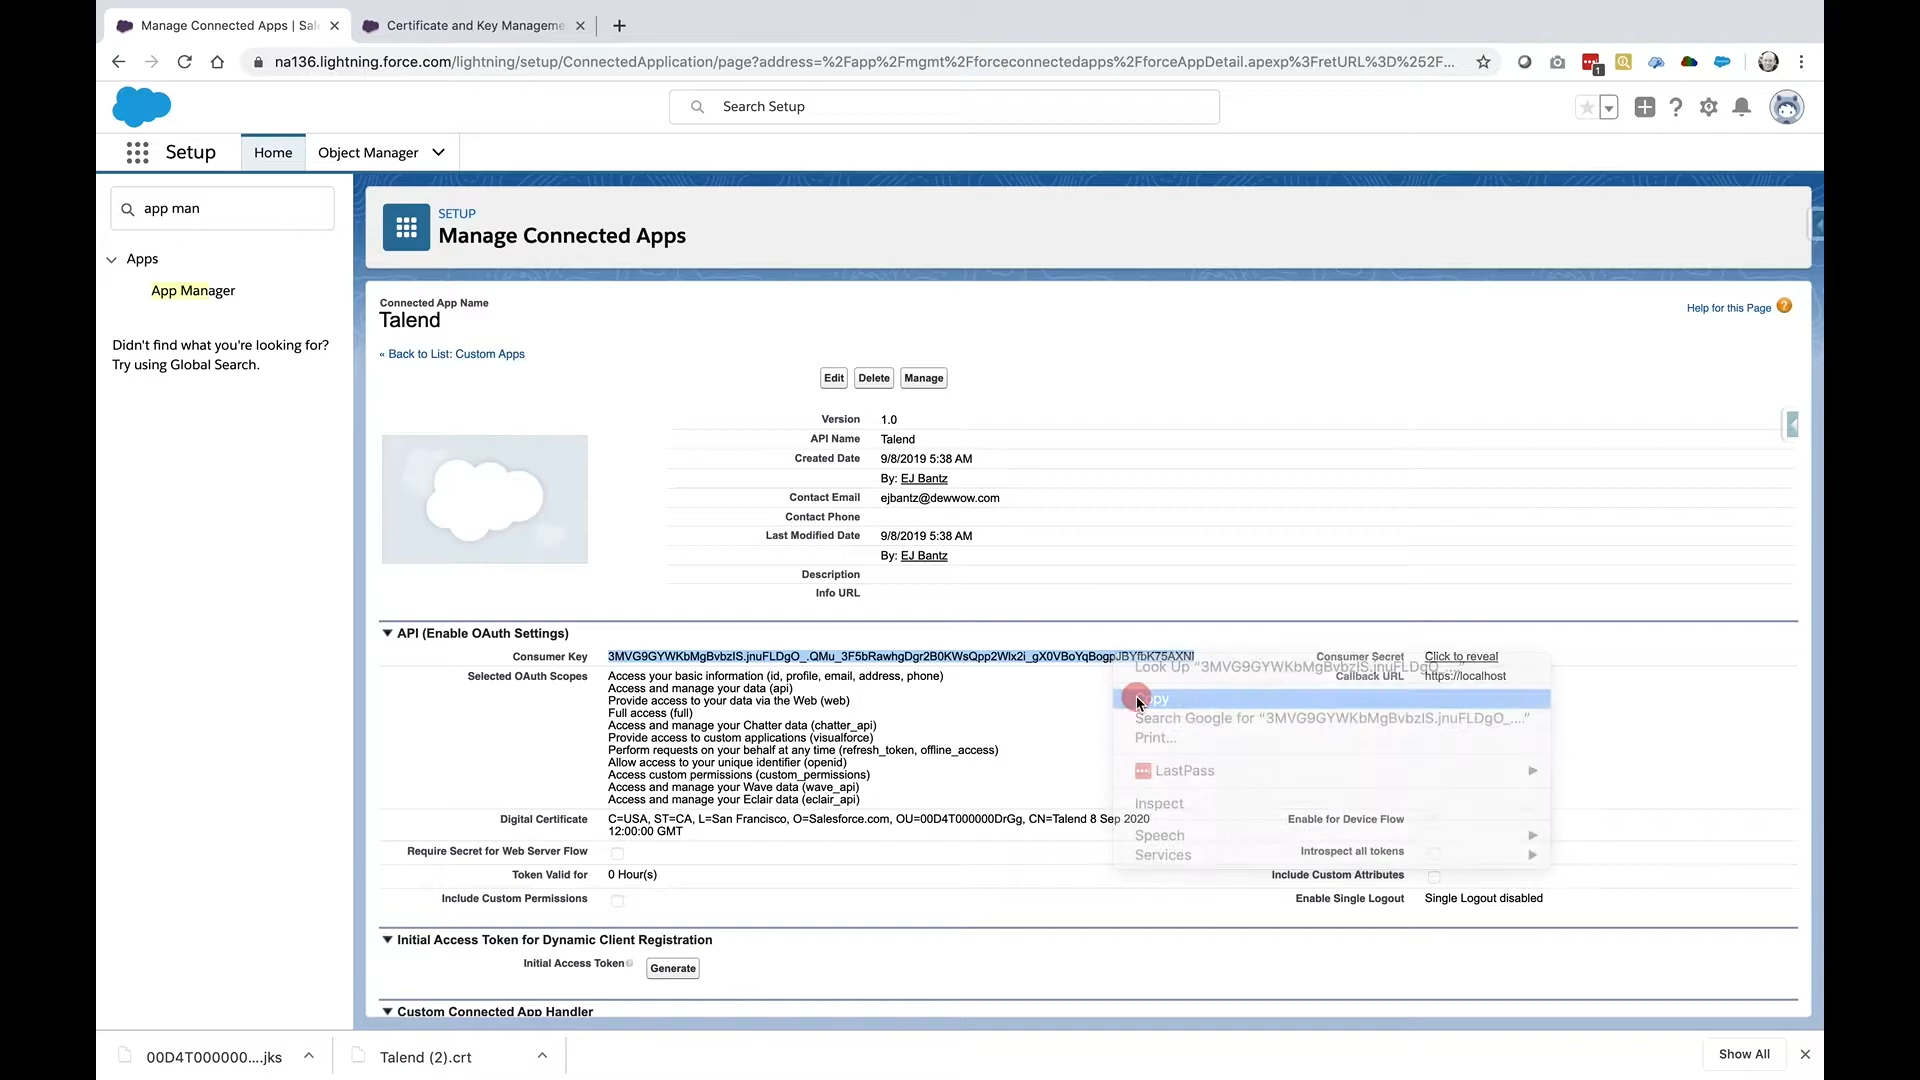 Manage Connected Apps | Sal
Certificate and Key Manageme
na136.lightning.force.com/lightning/setup/ConnectedApplication/page?address=%2Fapp%2Fmgmt%2Fforceconnectedapps%2FforceAppDetail.apexp%3FretURL%3D%252F...
1
Search Setup
Setup
Home
Object Manager
app man
Apps
App Manager
Didn't find what you're looking for?
Try using Global Search.
SETUP
Manage Connected Apps
Connected App Name
Talend
Help for this Page
« Back to List: Custom Apps
Edit Delete Manage
Version 1.0
API Name Talend
Created Date 9/8/2019 5:38 AM
By: EJ Bantz
Contact Email ejbantz@dewwow.com
Contact Phone
Last Modified Date 9/8/2019 5:38 AM
By: EJ Bantz
Description
Info URL
API (Enable OAuth Settings)
Consumer Key 3MVG9GYWKbMgBvbzIS.jnuFLDgO_.QMu_3F5bRawhgDgr2B0KWsQpp2Wlx2i_gX0VBoYqBogpJBYfbK75AXNI
Consumer Secret Click to reveal
Callback URL https://localhost
Selected OAuth Scopes Access your basic information (id, profile, email, address, phone)
Access and manage your data (api)
Provide access to your data via the Web (web)
Full access (full)
Access and manage your Chatter data (chatter_api)
Provide access to custom applications (visualforce)
Perform requests on your behalf at any time (refresh_token, offline_access)
Allow access to your unique identifier (openid)
Access custom permissions (custom_permissions)
Access and manage your Wave data (wave_api)
Access and manage your Eclair data (eclair_api)
Look Up “3MVG9GYWKbMgBvbzIS.jnuFLDgO_....”
Copy
Search Google for “3MVG9GYWKbMgBvbzIS.jnuFLDgO_....”
Print...
LastPass
Inspect
Speech
Services
Digital Certificate C=USA, ST=CA, L=San Francisco, O=Salesforce.com, OU=00D4T000000DrGg, CN=Talend 8 Sep 2020
12:00:00 GMT
Enable for Device Flow
Require Secret for Web Server Flow
Introspect all tokens
Token Valid for 0 Hour(s)
Include Custom Attributes
Include Custom Permissions
Enable Single Logout Single Logout disabled
Initial Access Token for Dynamic Client Registration
Initial Access Token Generate
Custom Connected App Handler
00D4T000000....jks
Talend (2).crt
Show All